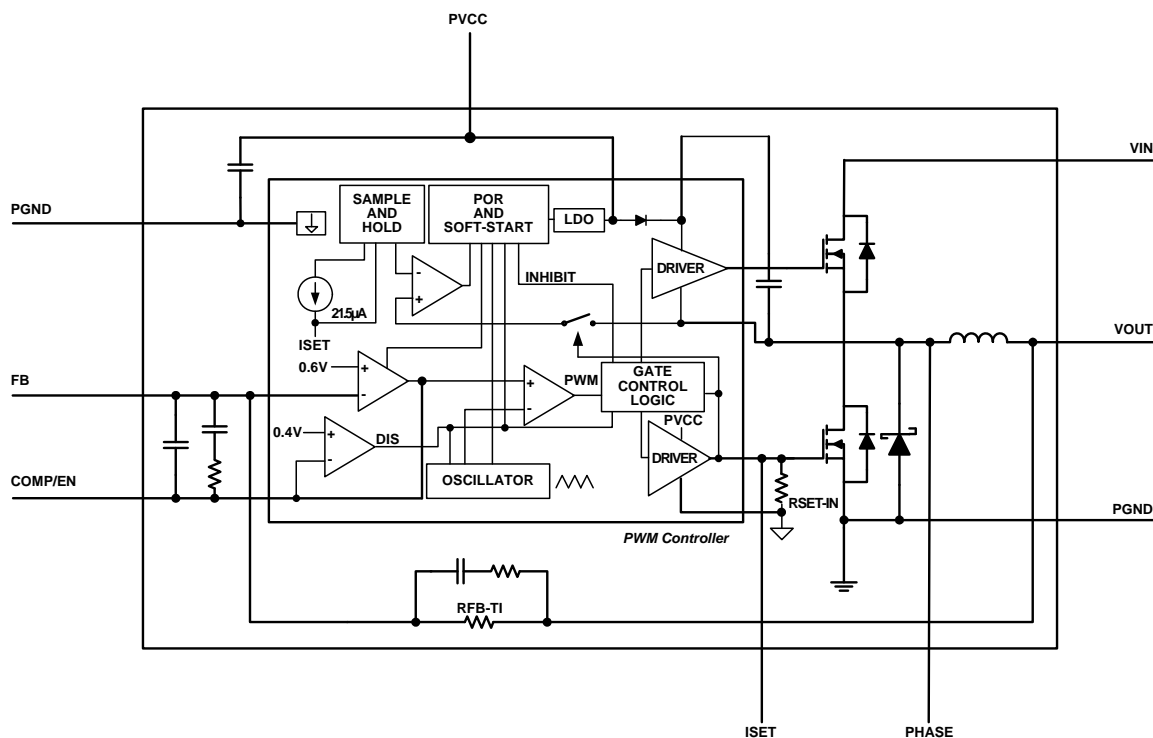 PVCC
VIN
PGND
SAMPLE
AND
HOLD
POR
AND
SOFT-START
LDO
DRIVER
INHIBIT
21.5µA
ISET
VOUT
0.6V
+
-
-
+
FB
+
-
PWM
GATE
CONTROL
LOGIC
PVCC
0.4V
+
-
DIS
DRIVER
COMP/EN
OSCILLATOR
RSET-IN
PGND
PWM Controller
RFB-TI
ISET
PHASE